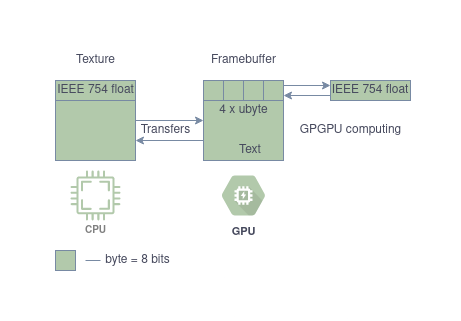 Texture
Framebuffer
IEEE 754 float
IEEE 754 float
4 x ubyte
Transfers
GPGPU computing
Text
CPU
GPU
byte = 8 bits